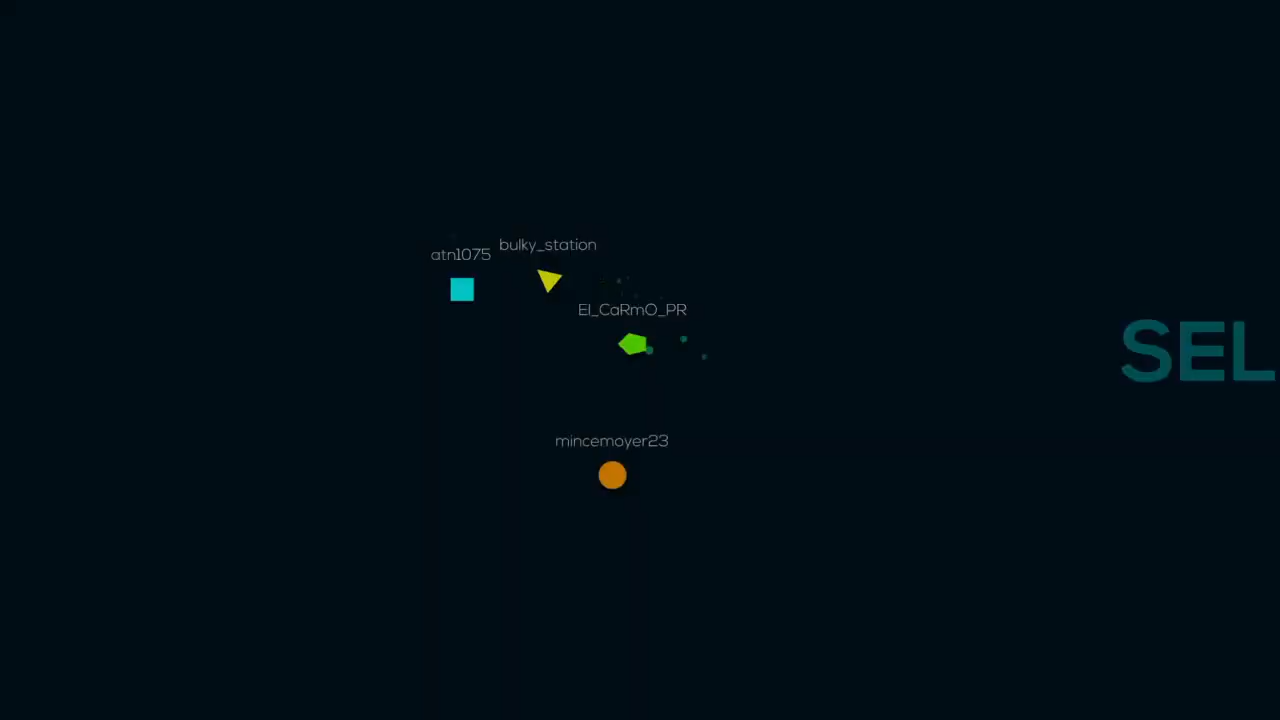 bulky_station
atn1075
El_CaRmO_PR
SEL
mincemoyer23